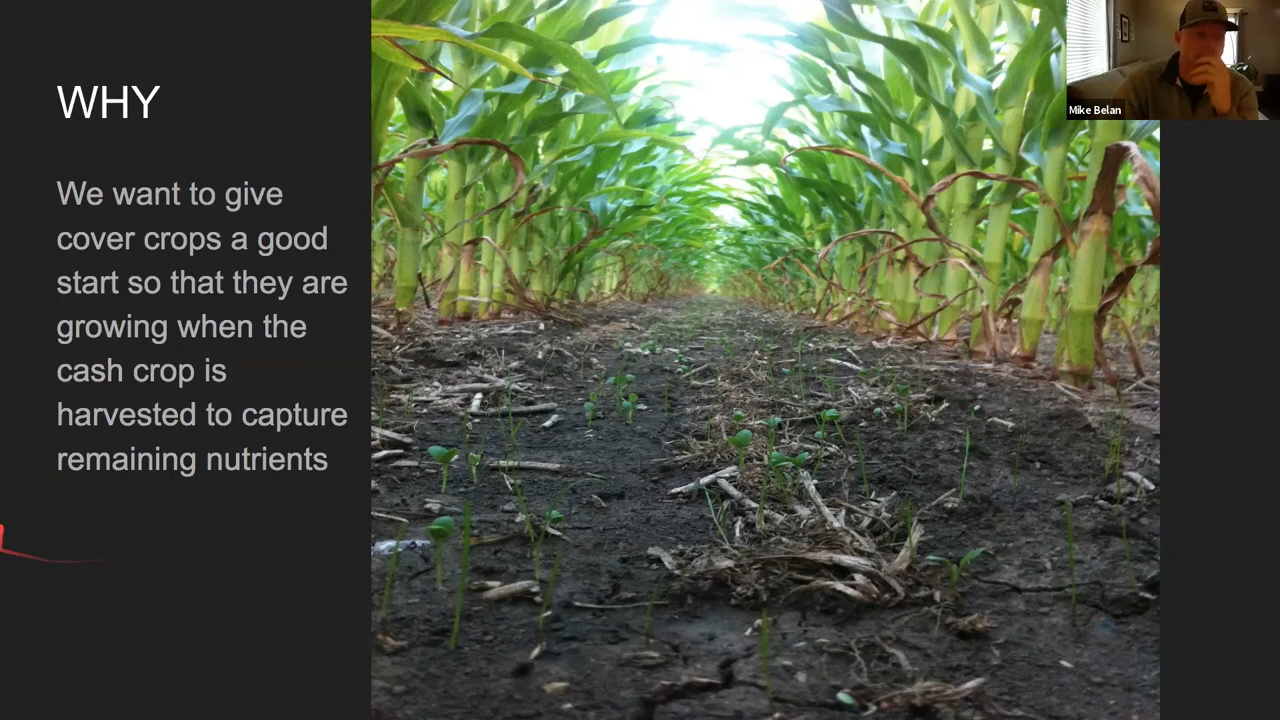 WHY
We want to give
cover crops a good
start so that they are
growing when the
cash crop is
harvested to capture
remaining nutrients
Mike Belan